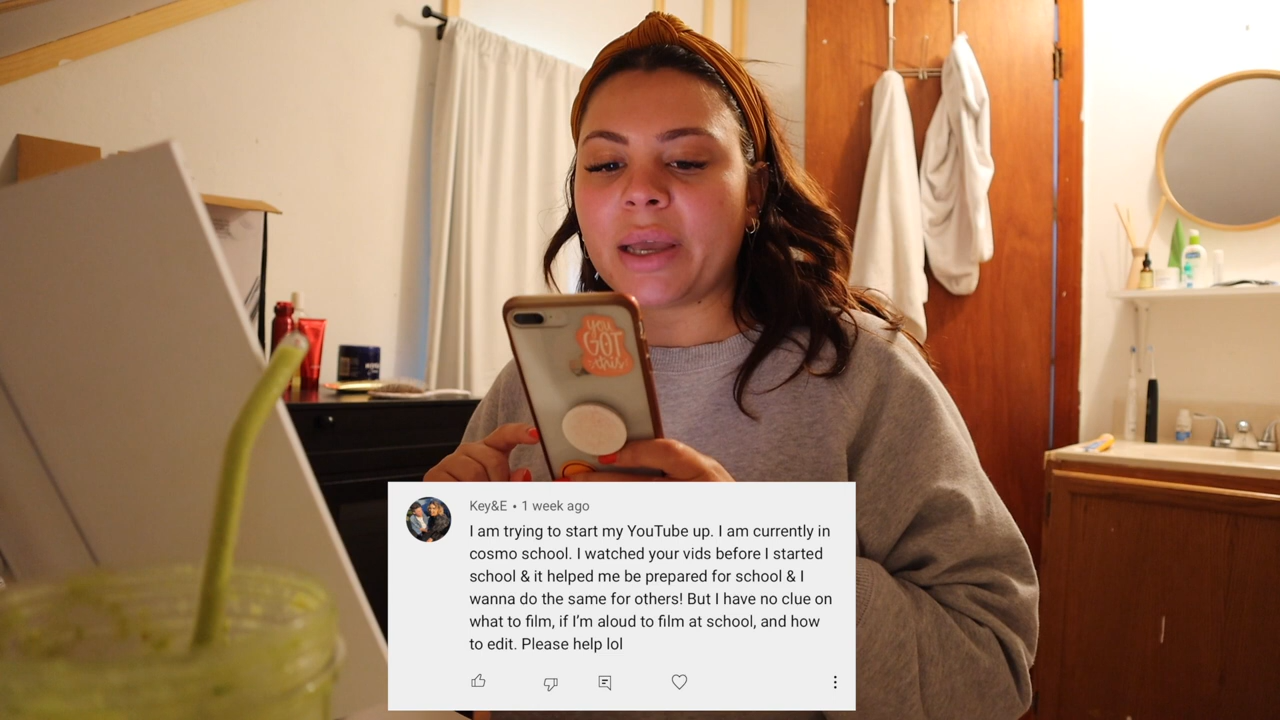 you
GOT
this
Key&E • 1 week ago
I am trying to start my YouTube up. I am currently in
cosmo school. I watched your vids before I started
school & it helped me be prepared for school & I
wanna do the same for others! But I have no clue on
what to film, if I'm aloud to film at school, and how
to edit. Please help lol